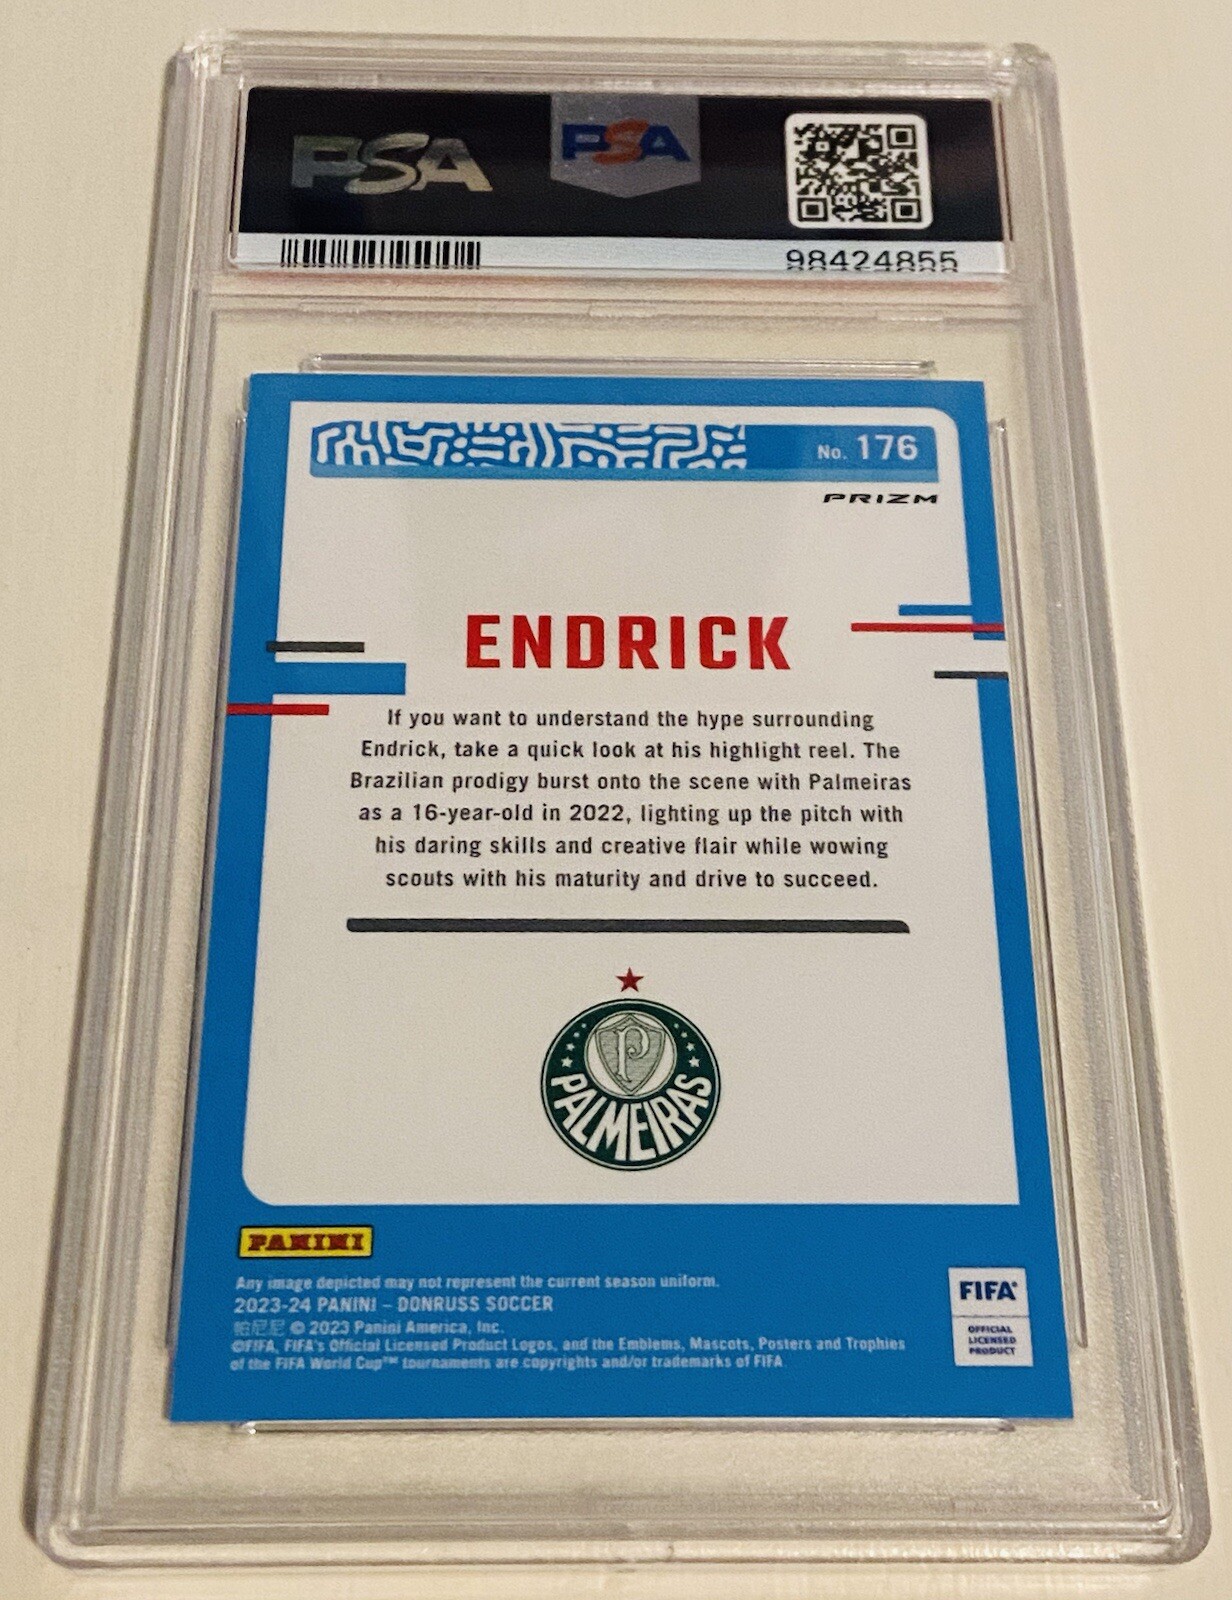 PSA
PSA
98424855
No. 176
PRIZM
ENDRICK
If you want to understand the hype surrounding
Endrick, take a quick look at his highlight reel. The
Brazilian prodigy burst onto the scene with Palmeiras
as a 16-year-old in 2022, lighting up the pitch with
his daring skills and creative flair while wowing
scouts with his maturity and drive to succeed.
P
PALMEIRAS
PANINI
Any image depicted may not represent the current season uniform.
2023-24 PANINI – DONRUSS SOCCER
帕尼尼 © 2023 Panini America, Inc.
©FIFA, FIFA's Official Licensed Product Logos, and the Emblems, Mascots, Posters and Trophies
of the FIFA World Cup™ tournaments are copyrights and/or trademarks of FIFA
FIFA®
OFFICIAL
LICENSED
PRODUCT